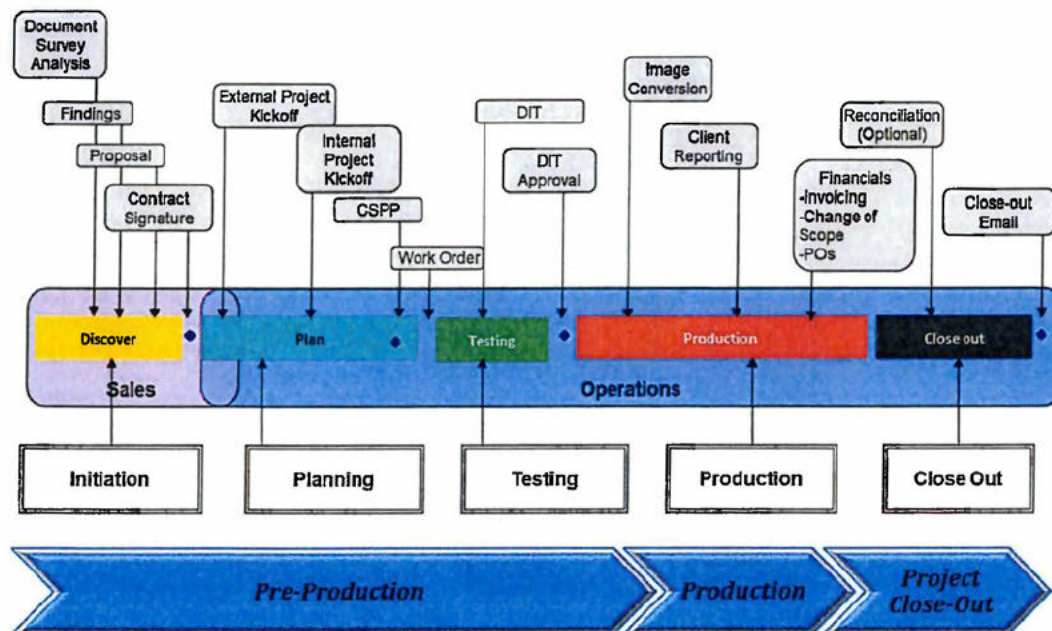 Document
Survey
Analysis
Findings
Proposal
Contract
Signature
External Project
Kickoff
Internal
Project
Kickoff
CSPP
Work Order
DIT
DIT
Approval
Image
Conversion
Client
Reporting
Financials
-Invoicing
-Change of
Scope
-POs
Reconciliation
(Optional)
Close-out
Email
Discover
Plan
Testing
Production
Close out
Sales
Operations
Initiation
Planning
Testing
Production
Close Out
Pre-Production
Production
Project
Close-Out